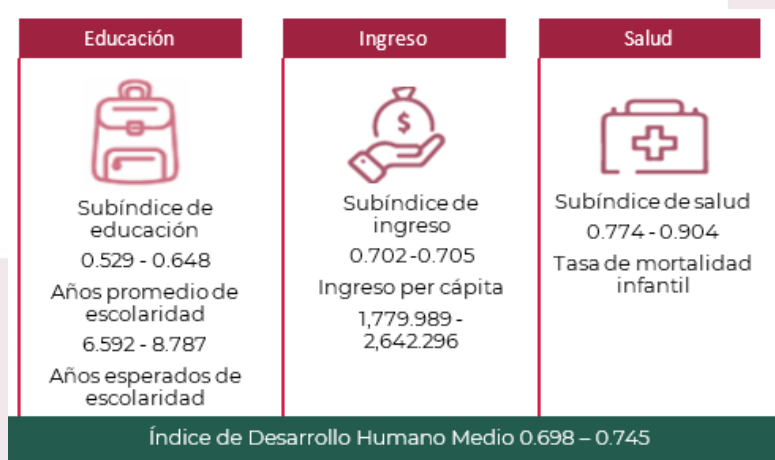 Educación
Subíndice de
educación
0.529 - 0.648
Años promedio de
escolaridad
6.592 - 8.787
Años esperados de
escolaridad
Ingreso
$
Subíndice de
ingreso
0.702 -0.705
Ingreso per cápita
1,779.989 -
2,642.296
Salud
Subíndice de salud
0.774 - 0.904
Tasa de mortalidad
infantil
Índice de Desarrollo Humano Medio 0.698 – 0.745